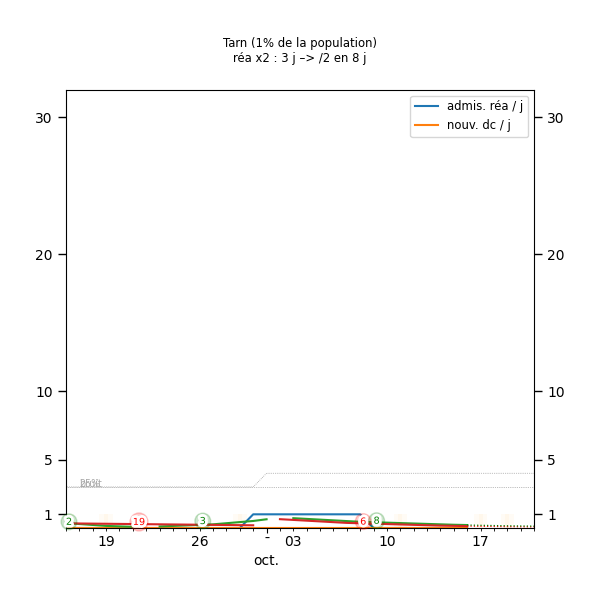 Tarn (1% de la population)
réa x2 : 3 j –> /2 en 8 j
admis. réa / j
nouv. dc / j
30 30
20 20
10 10
5 5
1 1
2 19 3 6 8
19 26 - 03 10 17
oct.